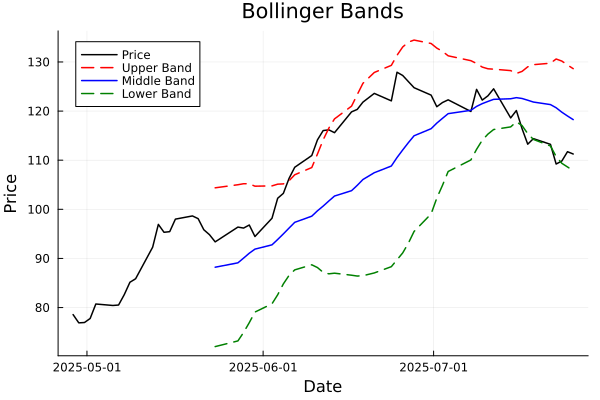 Bollinger Bands
Price
Upper Band
Middle Band
Lower Band
130
120
110
100
90
80
Price
2025-05-01
2025-06-01
2025-07-01
Date